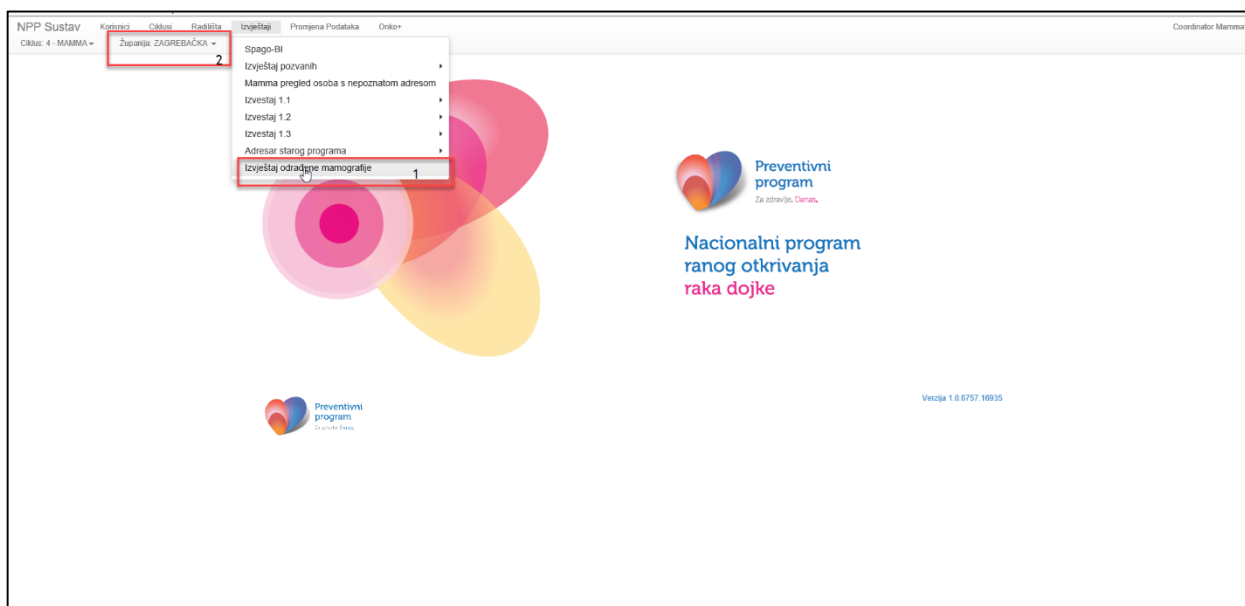 NPP Sustav Korisnici Ciklusi Radilišta Izvještaji Promjena Podataka Onko+ Coordinator Mamma
Ciklus: 4 - MAMMA Županija: ZAGREBAČKA
2
Spago-BI
Izvještaj pozvanih
Mamma pregled osoba s nepoznatom adresom
Izvestaj 1.1
Izvestaj 1.2
Izvestaj 1.3
Adresar starog programa
Izvještaj odrađene mamografije
1
Preventivni
program
Za zdravlje. Danas.
Nacionalni program
ranog otkrivanja
raka dojke
Preventivni
program
Za zdravlje. Danas.
Verzija 1.0.6757.16935